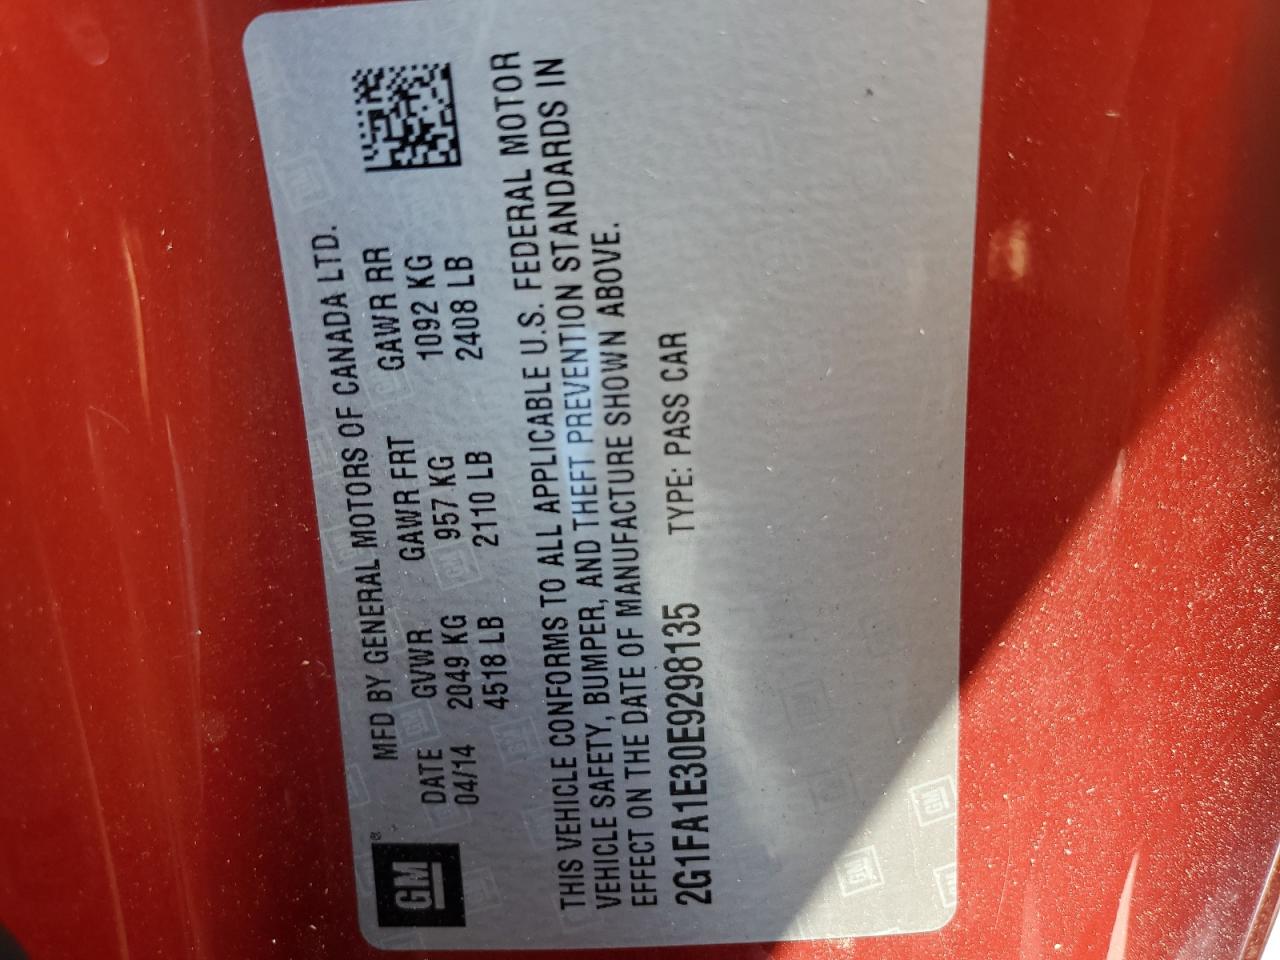 GM®
MFD BY GENERAL MOTORS OF CANADA LTD.
DATE GVWR GAWR FRT GAWR RR
04/14 2049 KG 957 KG 1092 KG
4518 LB 2110 LB 2408 LB
THIS VEHICLE CONFORMS TO ALL APPLICABLE U.S. FEDERAL MOTOR
VEHICLE SAFETY, BUMPER, AND THEFT PREVENTION STANDARDS IN
EFFECT ON THE DATE OF MANUFACTURE SHOWN ABOVE.
2G1FA1E30E9298135 TYPE: PASS CAR